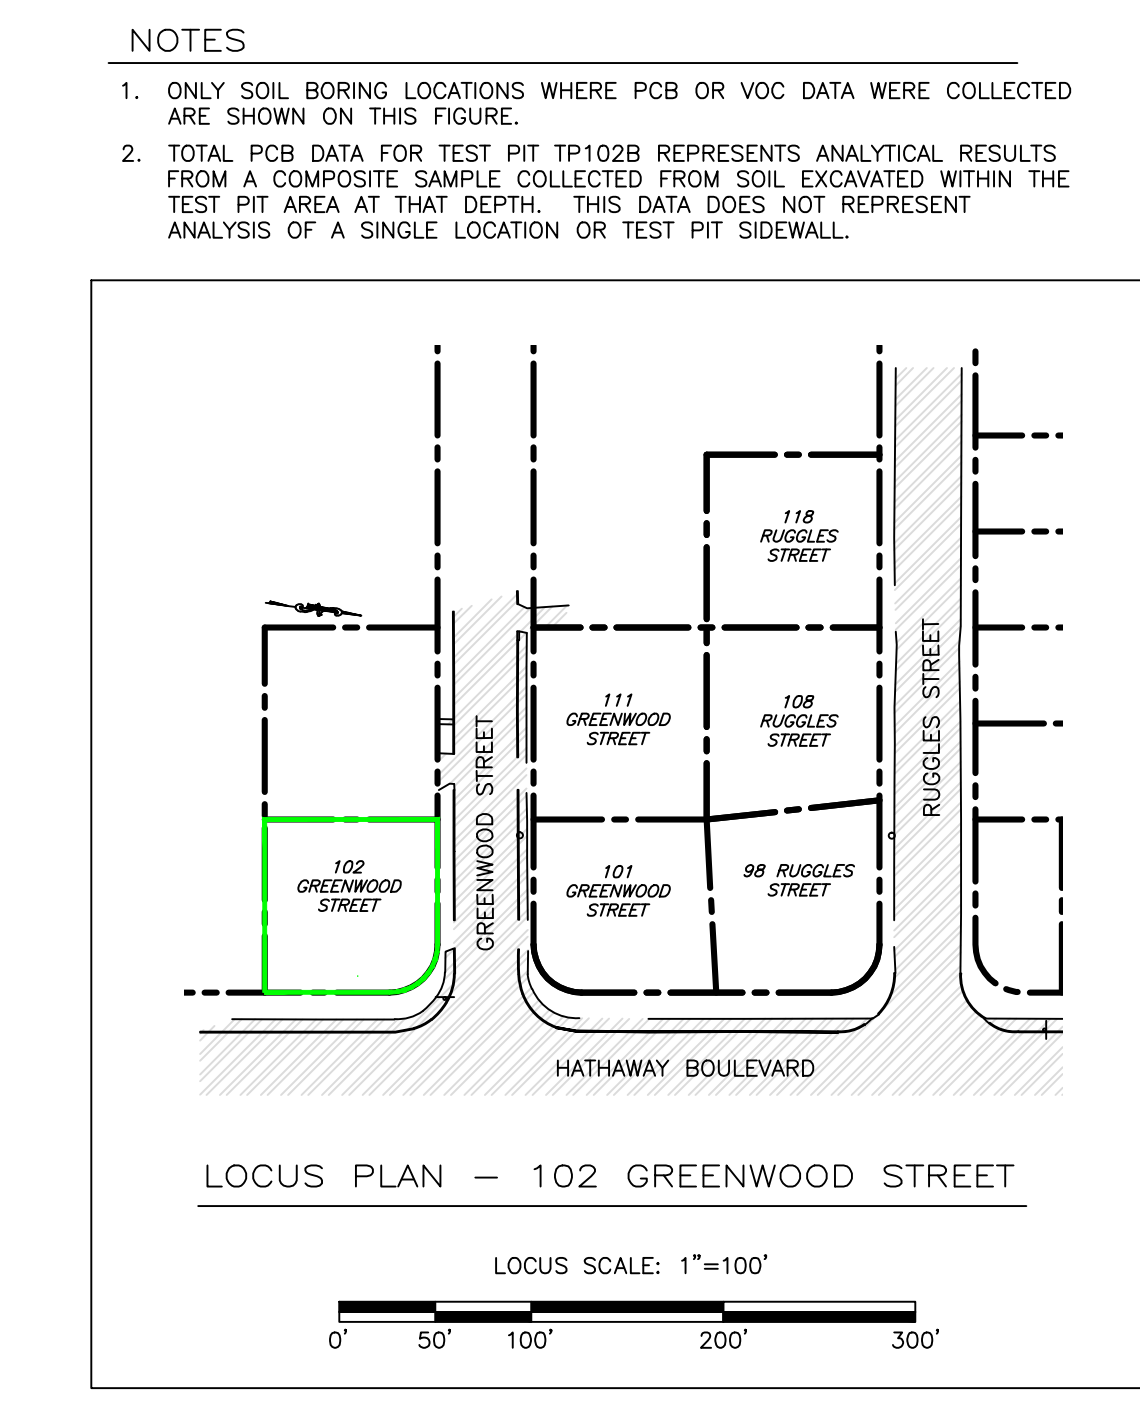 NOTES
1. ONLY SOIL BORING LOCATIONS WHERE PCB OR VOC DATA WERE COLLECTED
ARE SHOWN ON THIS FIGURE.
2. TOTAL PCB DATA FOR TEST PIT TP102B REPRESENTS ANALYTICAL RESULTS
FROM A COMPOSITE SAMPLE COLLECTED FROM SOIL EXCAVATED WITHIN THE
TEST PIT AREA AT THAT DEPTH. THIS DATA DOES NOT REPRESENT
ANALYSIS OF A SINGLE LOCATION OR TEST PIT SIDEWALL.
118
RUGGLES
STREET
111
GREENWOOD
STREET
108
RUGGLES
STREET
RUGGLES STREET
GREENWOOD STREET
102
GREENWOOD
STREET
101
GREENWOOD
STREET
98 RUGGLES
STREET
HATHAWAY BOULEVARD
LOCUS PLAN – 102 GREENWOOD STREET
LOCUS SCALE: 1"=100'
0' 50' 100' 200' 300'